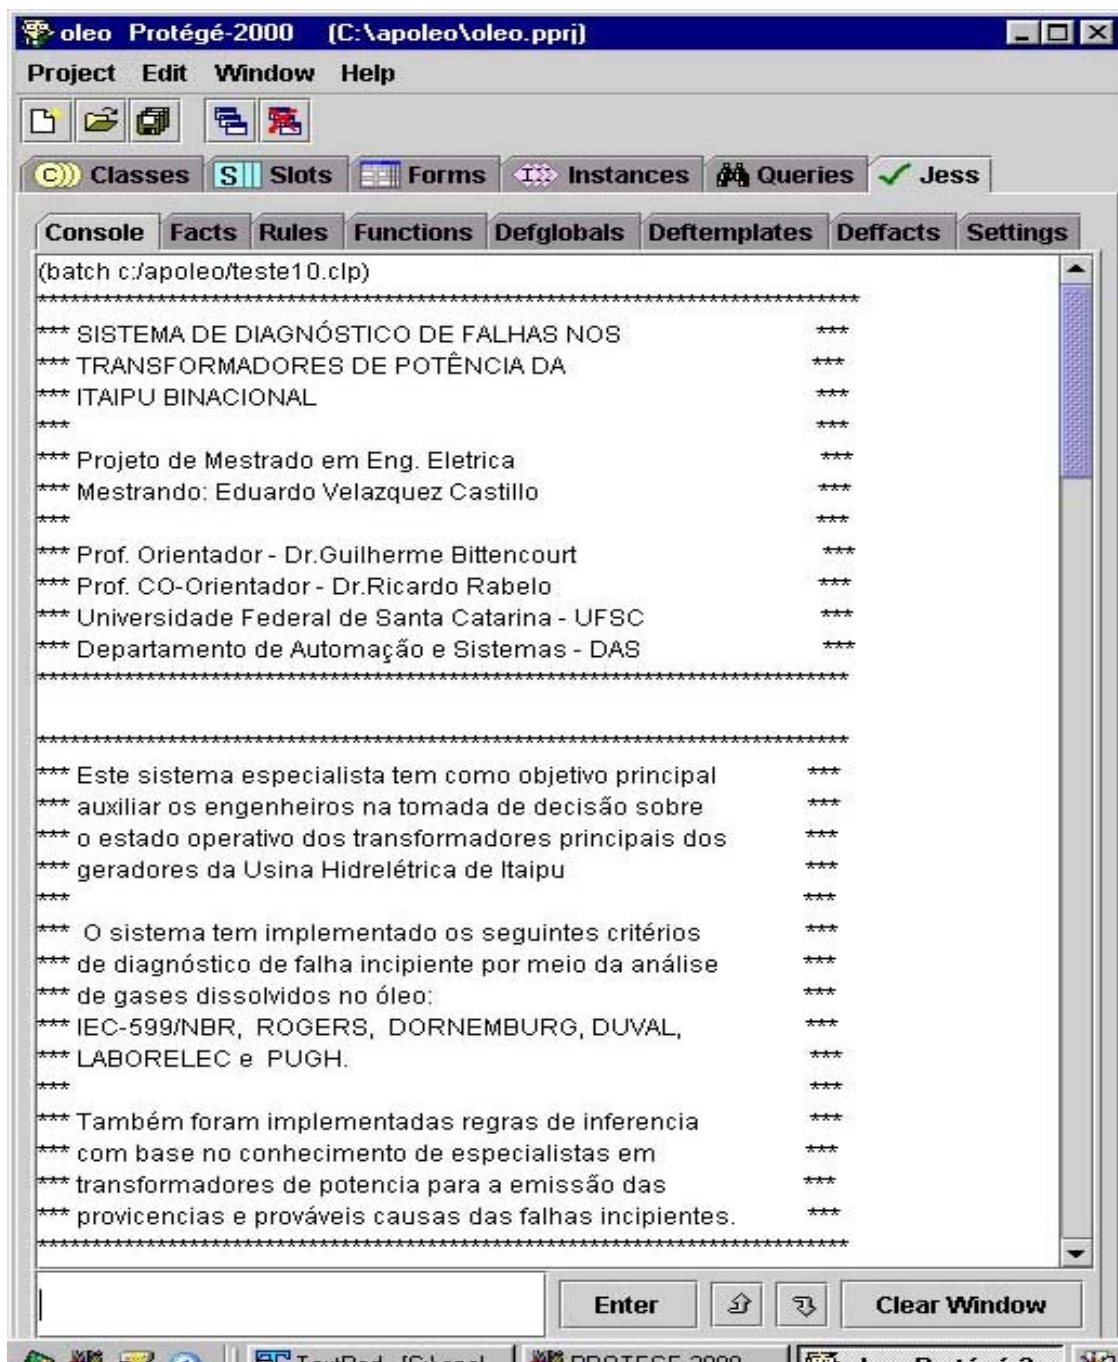 oleo Protégé-2000 (C:\apoleo\oleo.pprj)
Project Edit Window Help
Classes Slots Forms Instances Queries Jess
Console Facts Rules Functions Defglobals Deftemplates Deffacts Settings
(batch c:/apoleo/teste10.clp)
*** SISTEMA DE DIAGNÓSTICO DE FALHAS NOS ***
*** TRANSFORMADORES DE POTÊNCIA DA ***
*** ITAIPU BINACIONAL ***
*** ***
*** Projeto de Mestrado em Eng. Eletrica ***
*** Mestrando: Eduardo Velazquez Castillo ***
*** ***
*** Prof. Orientador - Dr.Guilherme Bittencourt ***
*** Prof. CO-Orientador - Dr.Ricardo Rabelo ***
*** Universidade Federal de Santa Catarina - UFSC ***
*** Departamento de Automação e Sistemas - DAS ***
*** Este sistema especialista tem como objetivo principal ***
*** auxiliar os engenheiros na tomada de decisão sobre ***
*** o estado operativo dos transformadores principais dos ***
*** geradores da Usina Hidrelétrica de Itaipu ***
*** ***
*** O sistema tem implementado os seguintes critérios ***
*** de diagnóstico de falha incipiente por meio da análise ***
*** de gases dissolvidos no óleo: ***
*** IEC-599/NBR, ROGERS, DORNEMBURG, DUVAL, ***
*** LABORELEC e PUGH. ***
*** ***
*** Também foram implementadas regras de inferencia ***
*** com base no conhecimento de especialistas em ***
*** transformadores de potencia para a emissão das ***
*** provicencias e prováveis causas das falhas incipientes. ***
Enter Clear Window